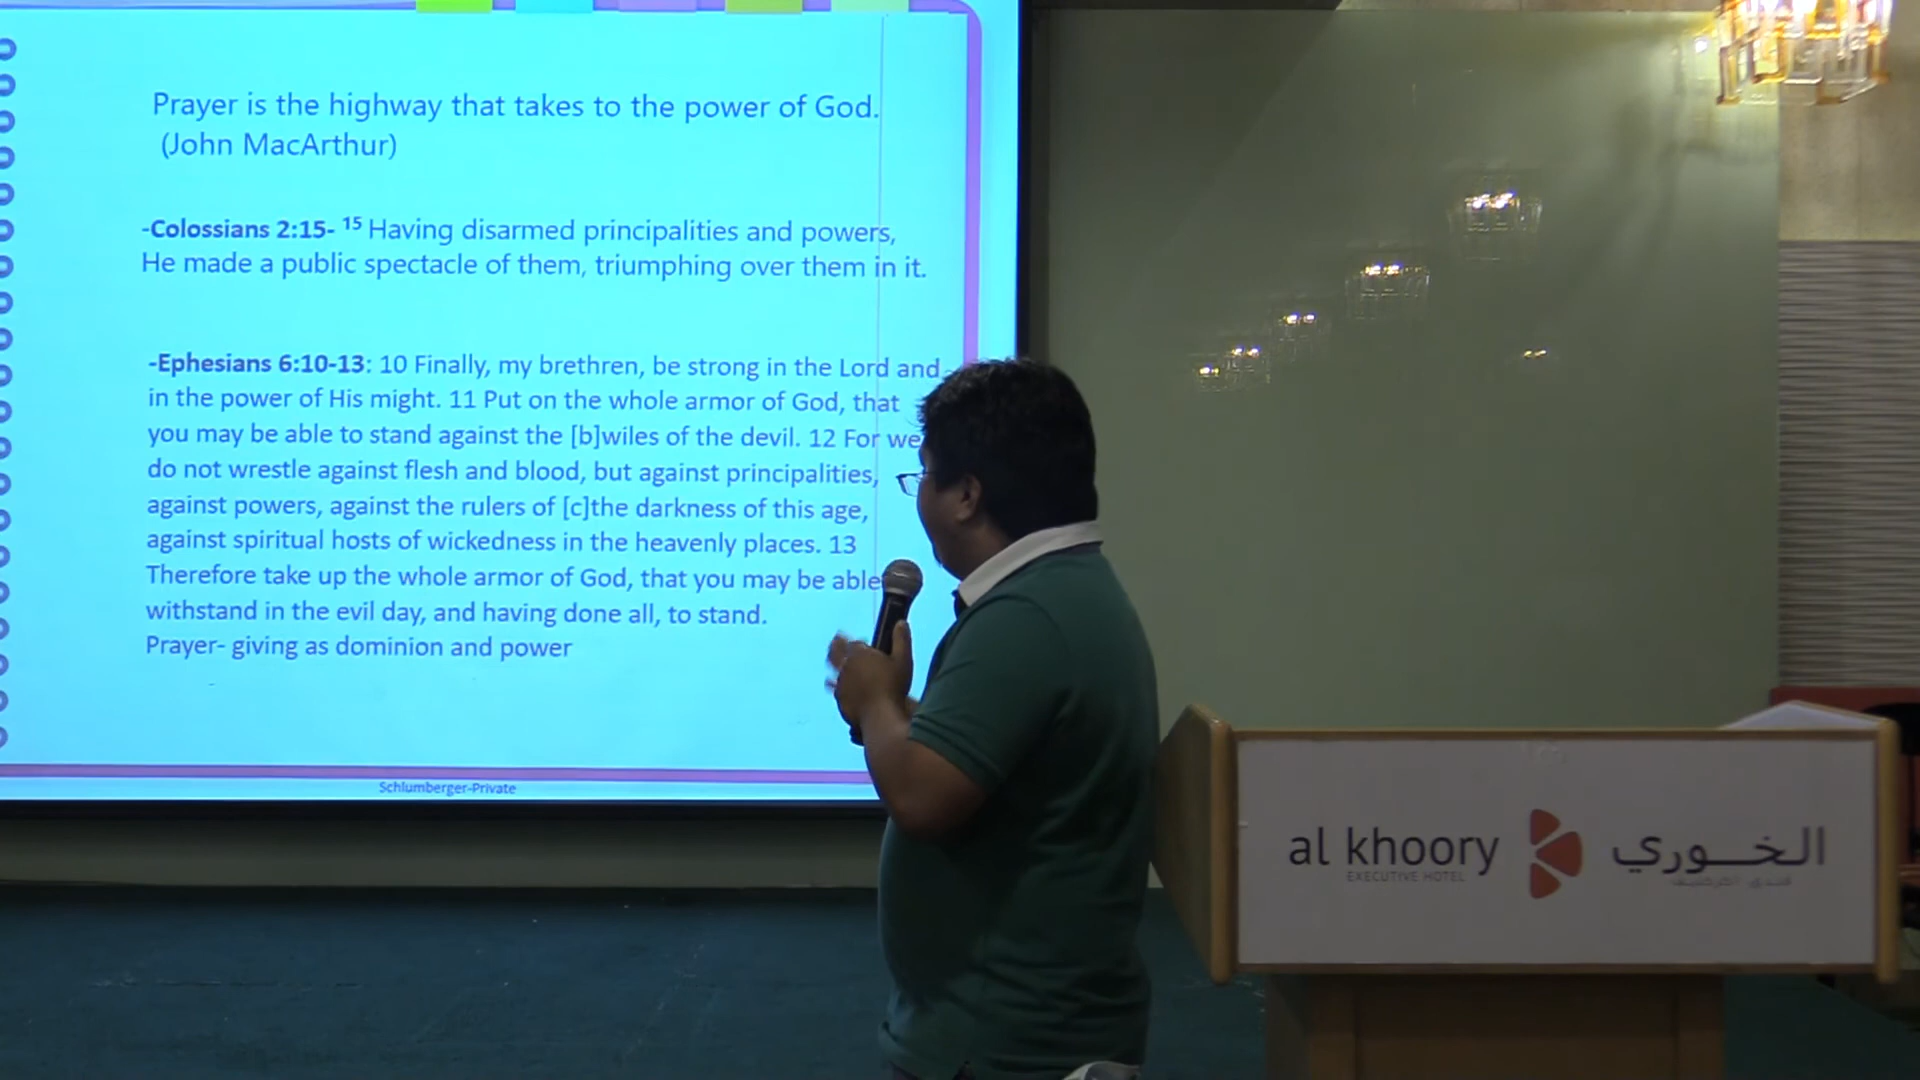 Prayer is the highway that takes to the power of God.
(John MacArthur)
-Colossians 2:15- 15 Having disarmed principalities and powers,
He made a public spectacle of them, triumphing over them in it.
-Ephesians 6:10-13: 10 Finally, my brethren, be strong in the Lord and
in the power of His might. 11 Put on the whole armor of God, that
you may be able to stand against the [b]wiles of the devil. 12 For we
do not wrestle against flesh and blood, but against principalities,
against powers, against the rulers of [c]the darkness of this age,
against spiritual hosts of wickedness in the heavenly places. 13
Therefore take up the whole armor of God, that you may be able
withstand in the evil day, and having done all, to stand.
Prayer- giving as dominion and power
Schlumberger-Private
al khoory
EXECUTIVE HOTEL
الخوري